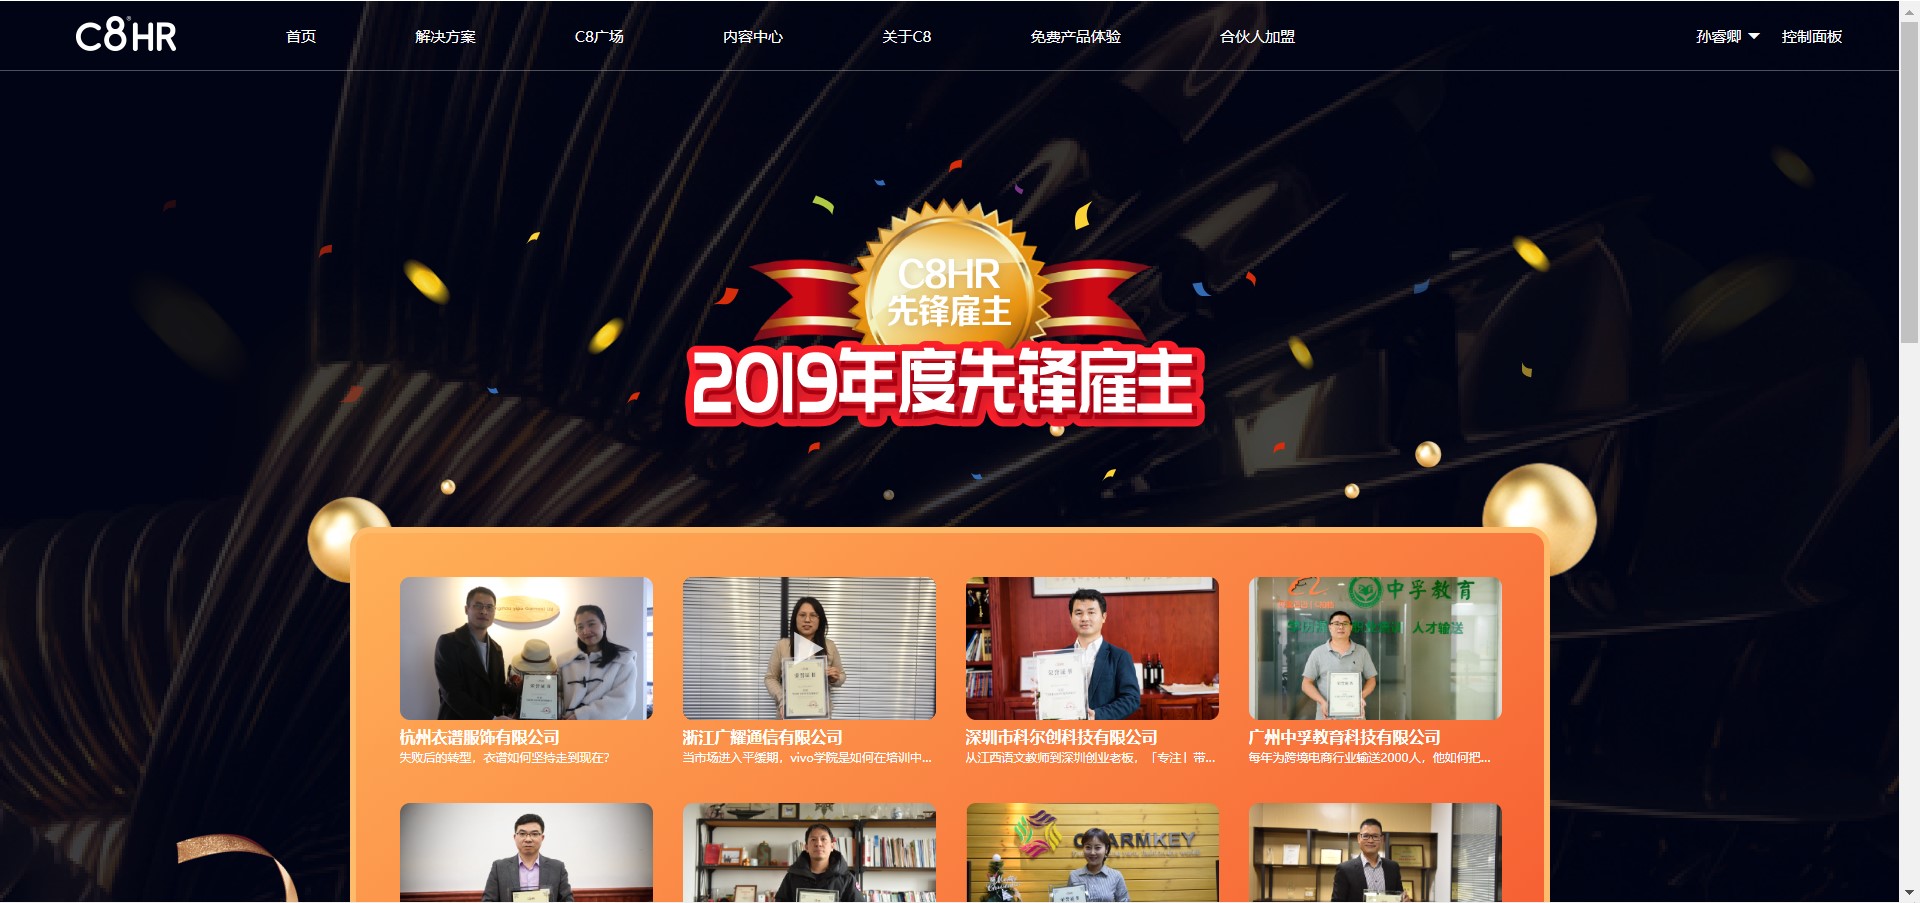 C8HR
首页
解决方案
C8广场
内容中心
关于C8
免费产品体验
合伙人加盟
孙睿卿
控制面板
C8HR
先锋雇主
2019年度先锋雇主
中孚教育
人才输送
杭州衣谱服饰有限公司
失败后的转型，衣谱如何坚持走到现在?
浙江广耀通信有限公司
当市场进入平缓期，vivo学院是如何在培训中...
深圳市科尔创科技有限公司
从江西语文教师到深圳创业老板，「专注| 带...
广州中孚教育科技有限公司
每年为跨境电商行业输送2000人，他如何把...